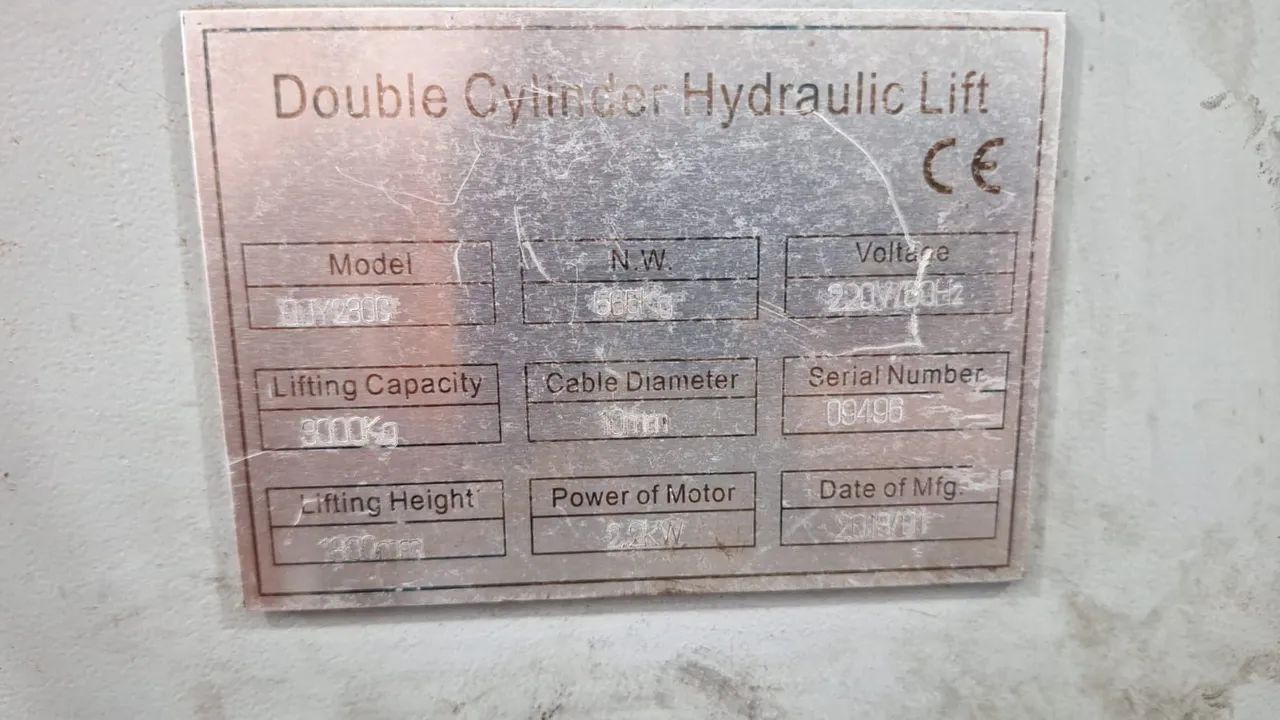 Double Cylinder Hydraulic Lift
CE
Model
N.W.
Voltage
220V/50Hz
Lifting Capacity
Cable Diameter
Serial Number
10mm
09496
Lifting Height
Power of Motor
Date of Mfg.
2.2kW